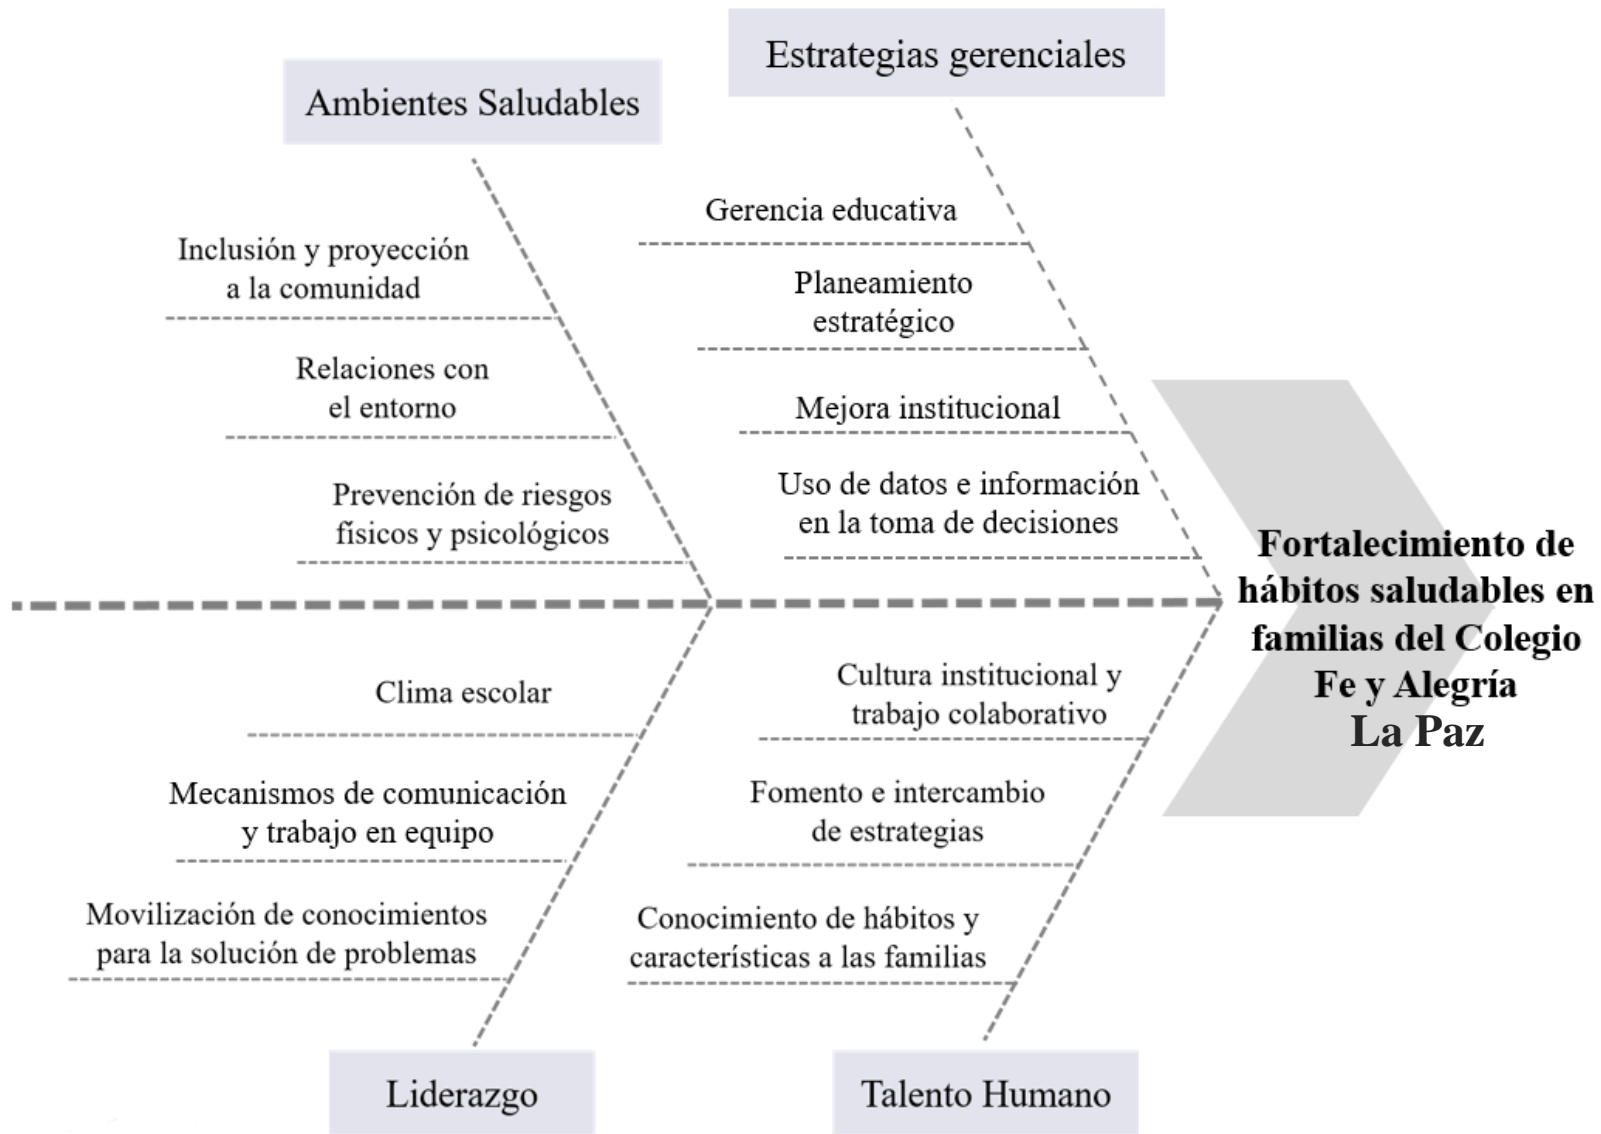 Estrategias gerenciales
Ambientes Saludables
Gerencia educativa
Planeamiento
estratégico
Mejora institucional
Uso de datos e información
en la toma de decisiones
Inclusión y proyección
a la comunidad
Relaciones con
el entorno
Prevención de riesgos
físicos y psicológicos
Fortalecimiento de
hábitos saludables en
familias del Colegio
Fe y Alegría
La Paz
Clima escolar
Mecanismos de comunicación
y trabajo en equipo
Movilización de conocimientos
para la solución de problemas
Cultura institucional y
trabajo colaborativo
Fomento e intercambio
de estrategias
Conocimiento de hábitos y
características a las familias
Liderazgo
Talento Humano